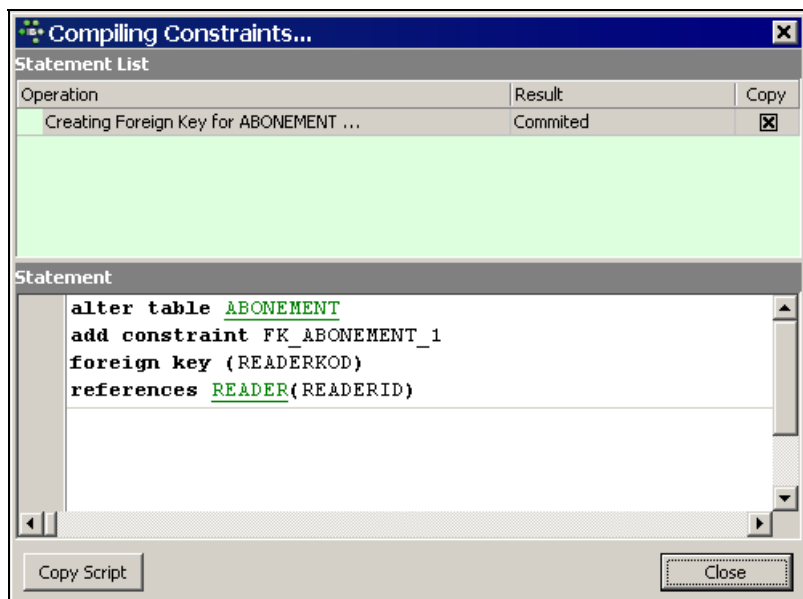 Compiling Constraints...
Statement List
Operation Result Copy
Creating Foreign Key for ABONEMENT ... Commited
Statement
alter table ABONEMENT
add constraint FK_ABONEMENT_1
foreign key (READERKOD)
references READER(READERID)
Copy Script Close